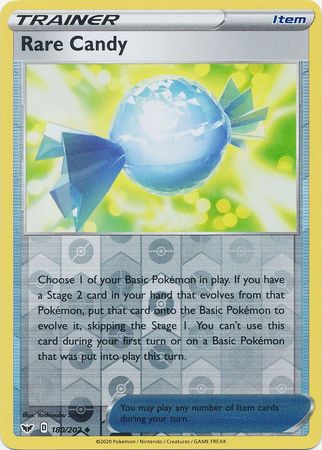 TRAINER Item
Rare Candy
Choose 1 of your Basic Pokémon in play. If you have
a Stage 2 card in your hand that evolves from that
Pokémon, put that card onto the Basic Pokémon to
evolve it, skipping the Stage 1. You can't use this
card during your first turn or on a Basic Pokémon
that was put into play this turn.
Illus. Yoshinobu
You may play any number of Item cards
during your turn.
D 180/202
©2020 Pokémon / Nintendo / Creatures / GAME FREAK